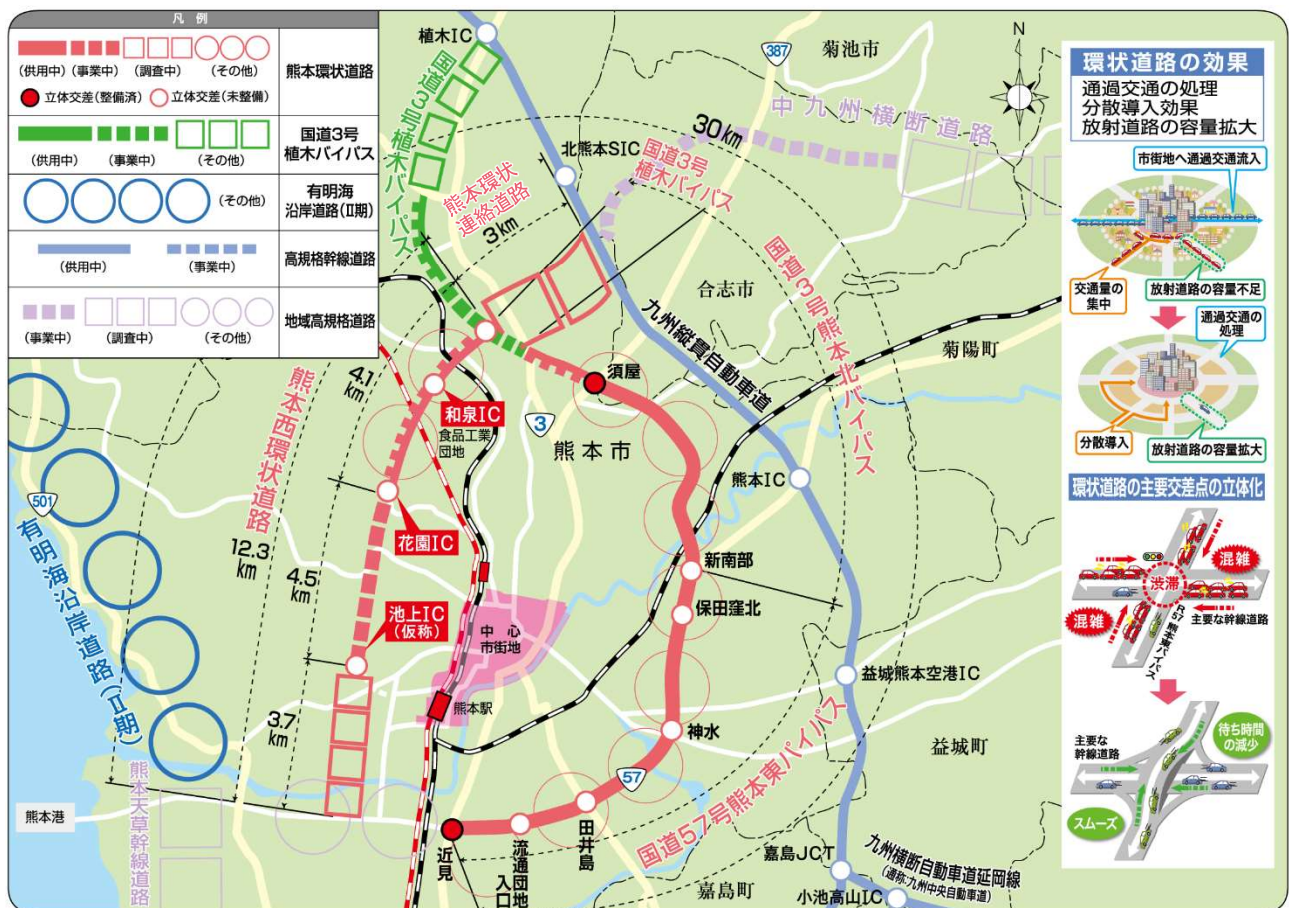 凡例
(供用中) (事業中) (調査中) (その他)
熊本環状道路
立体交差(整備済) 立体交差(未整備)
(供用中) (事業中) (その他)
国道3号
植木バイパス
(その他)
有明海
沿岸道路(II期)
(供用中) (事業中)
高規格幹線道路
(事業中) (調査中) (その他)
地域高規格道路
植木IC
国道3号植木バイパス
387
菊池市
N
中九州横断道路
30km
北熊本SIC
国道3号
植木バイパス
熊本環状
連絡道路
3km
合志市
国道3号熊本北バイパス
九州縦貫自動車道
菊陽町
須屋
4.1
km
熊本西環状道路
和泉IC
食品工業
団地
3
熊本市
熊本IC
501
有明海沿岸道路(II期)
12.3
km
花園IC
4.5
km
新南部
池上IC
(仮称)
保田窪北
中心
市街地
益城熊本空港IC
熊本駅
3.7
km
神水
益城町
57
国道57号熊本東バイパス
熊本港
熊本天草幹線道路
近見
流通団地
入口
田井島
嘉島町
嘉島JCT
小池高山IC
九州横断自動車道延岡線
(通称:九州中央自動車道)
環状道路の効果
通過交通の処理
分散導入効果
放射道路の容量拡大
市街地へ通過交通流入
交通量の
集中
放射道路の容量不足
通過交通の
処理
分散導入
放射道路の容量拡大
環状道路の主要交差点の立体化
混雑
渋滞
混雑
主要な幹線道路
R57 熊本東バイパス
主要な
幹線道路
待ち時間
の減少
スムーズ